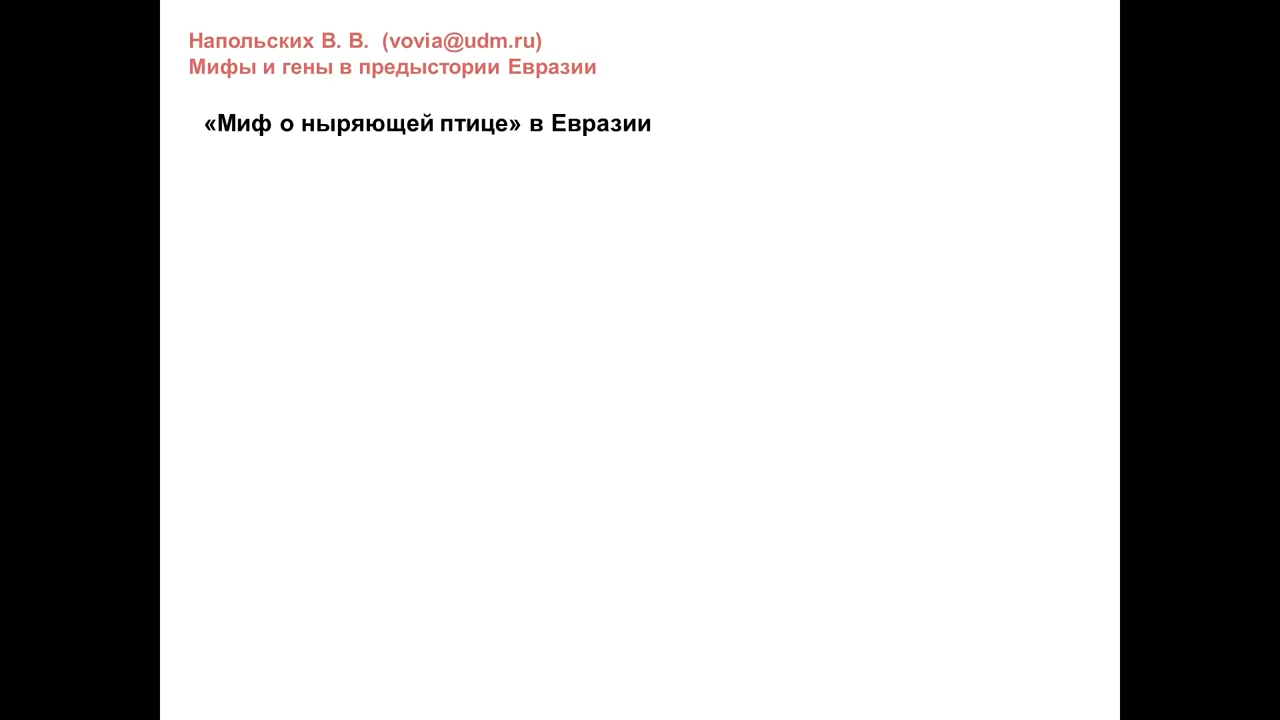 Напольских В. В. (vovia@udm.ru)
Мифы и гены в предыстории Евразии
«Миф о ныряющей птице» в Евразии